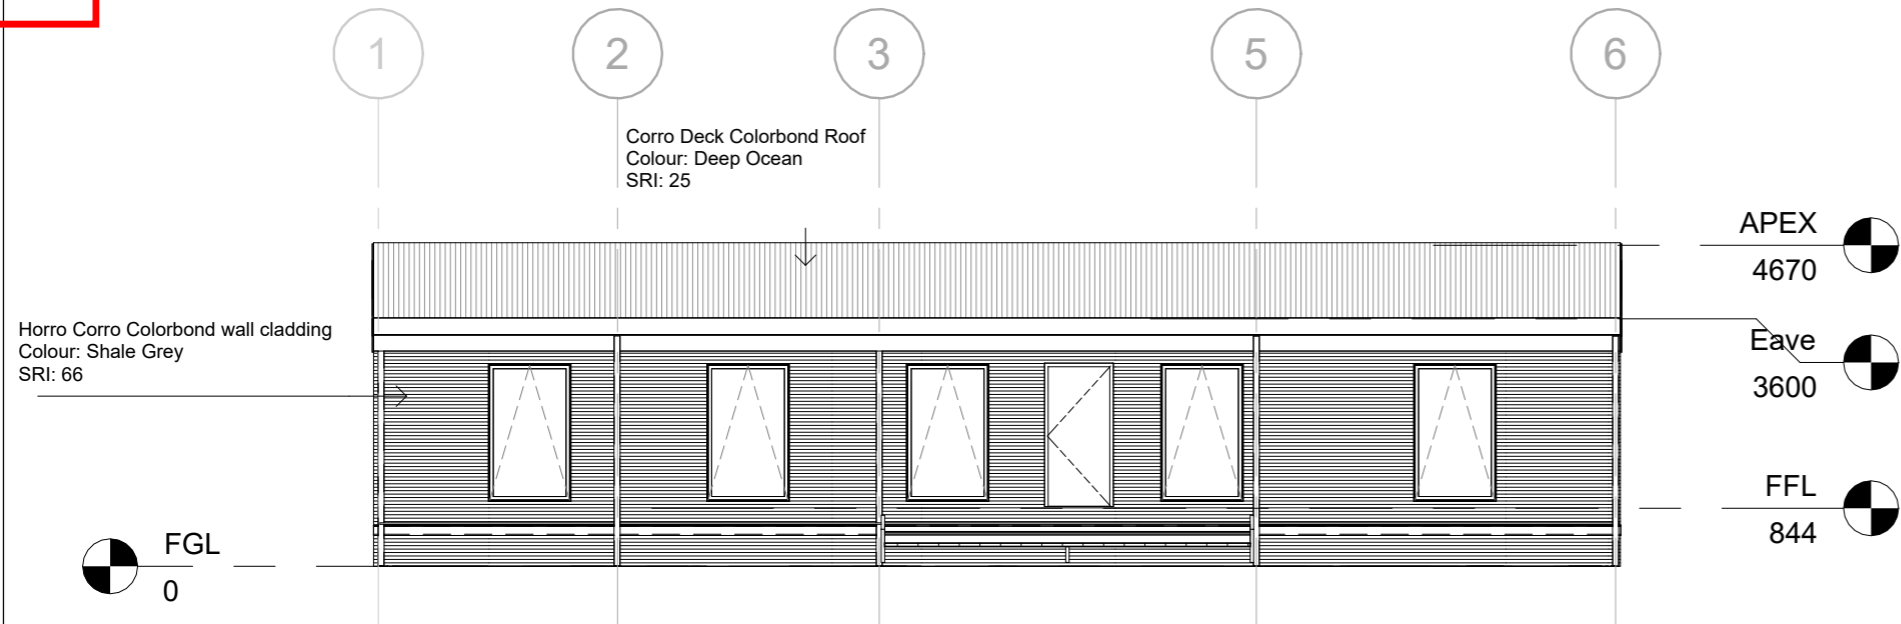 1
2
3
5
6
Corro Deck Colorbond Roof
Colour: Deep Ocean
SRI: 25
APEX
4670
Horro Corro Colorbond wall cladding
Colour: Shale Grey
SRI: 66
Eave
3600
FFL
844
FGL
0